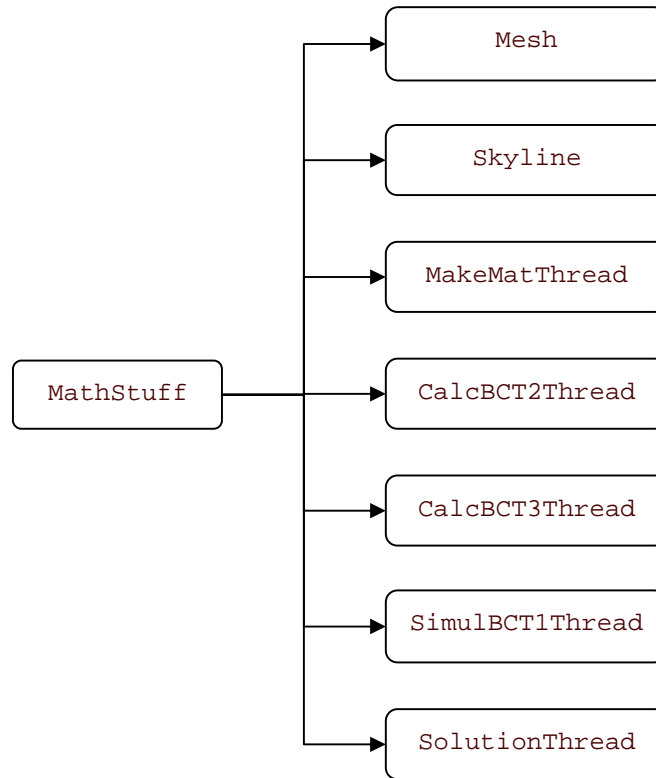 Mesh
Skyline
MakeMatThread
MathStuff
CalcBCT2Thread
CalcBCT3Thread
SimulBCT1Thread
SolutionThread